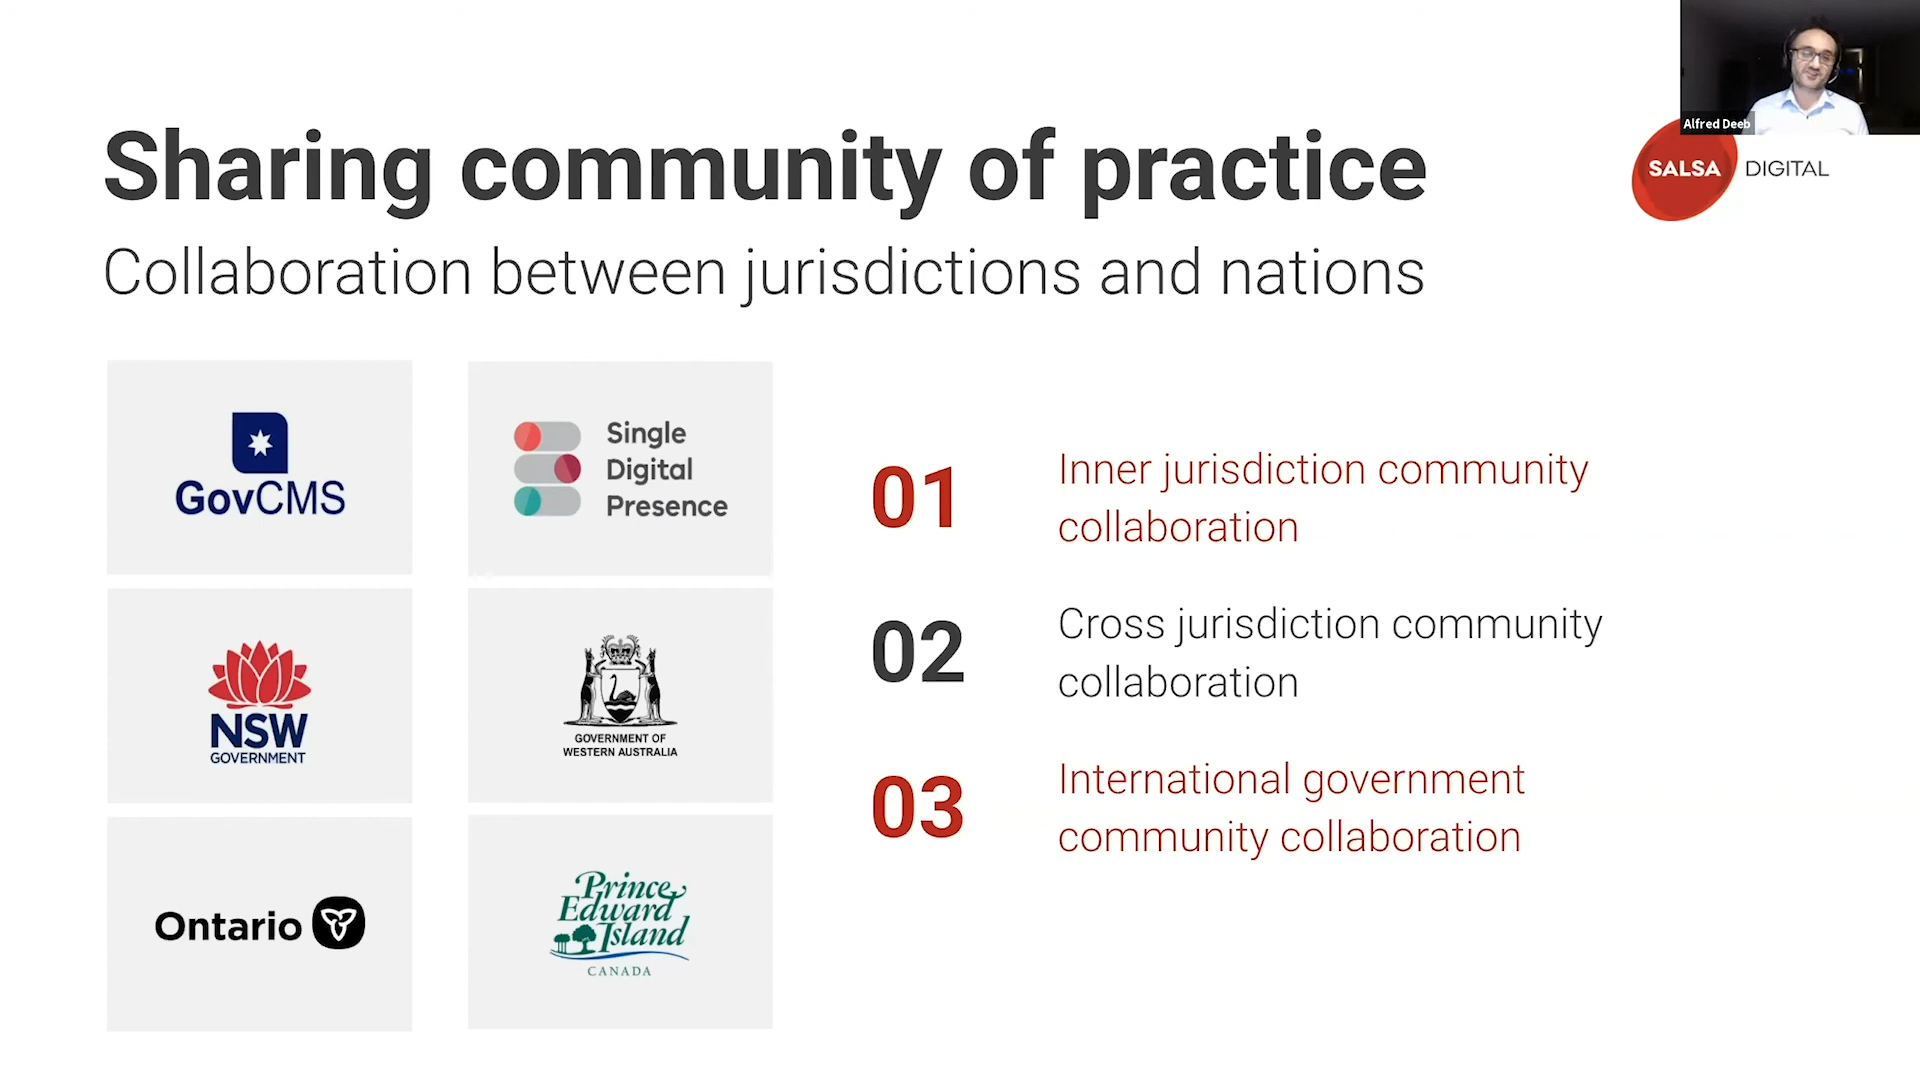 Alfred Deeb
SALSA DIGITAL
Sharing community of practice
Collaboration between jurisdictions and nations
GovCMS
Single
Digital
Presence
NSW
GOVERNMENT
GOVERNMENT OF
WESTERN AUSTRALIA
Ontario
Prince
Edward
Island
CANADA
01
Inner jurisdiction community
collaboration
02
Cross jurisdiction community
collaboration
03
International government
community collaboration